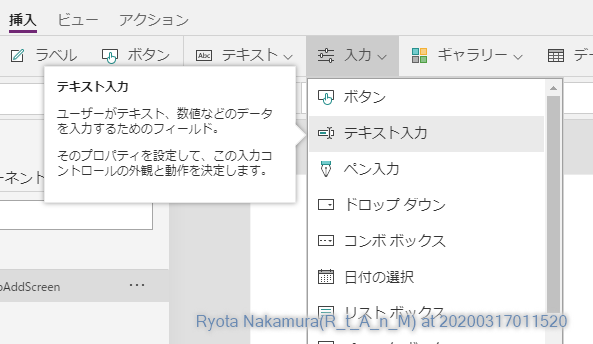 挿入 ビュー アクション
ラベル ボタン Abc テキスト 入力 ギャラリー デー
テキスト入力
ユーザーがテキスト、数値などのデータ
を入力するためのフィールド。
そのプロパティを設定して、この入力コ
ントロールの外観と動作を決定します。
ボタン
テキスト入力
ペン入力
ドロップ ダウン
コンボ ボックス
日付の選択
リスト ボックス
ーネント
AddScreen
Ryota Nakamura(R_t_A_n_M) at 20200317011520